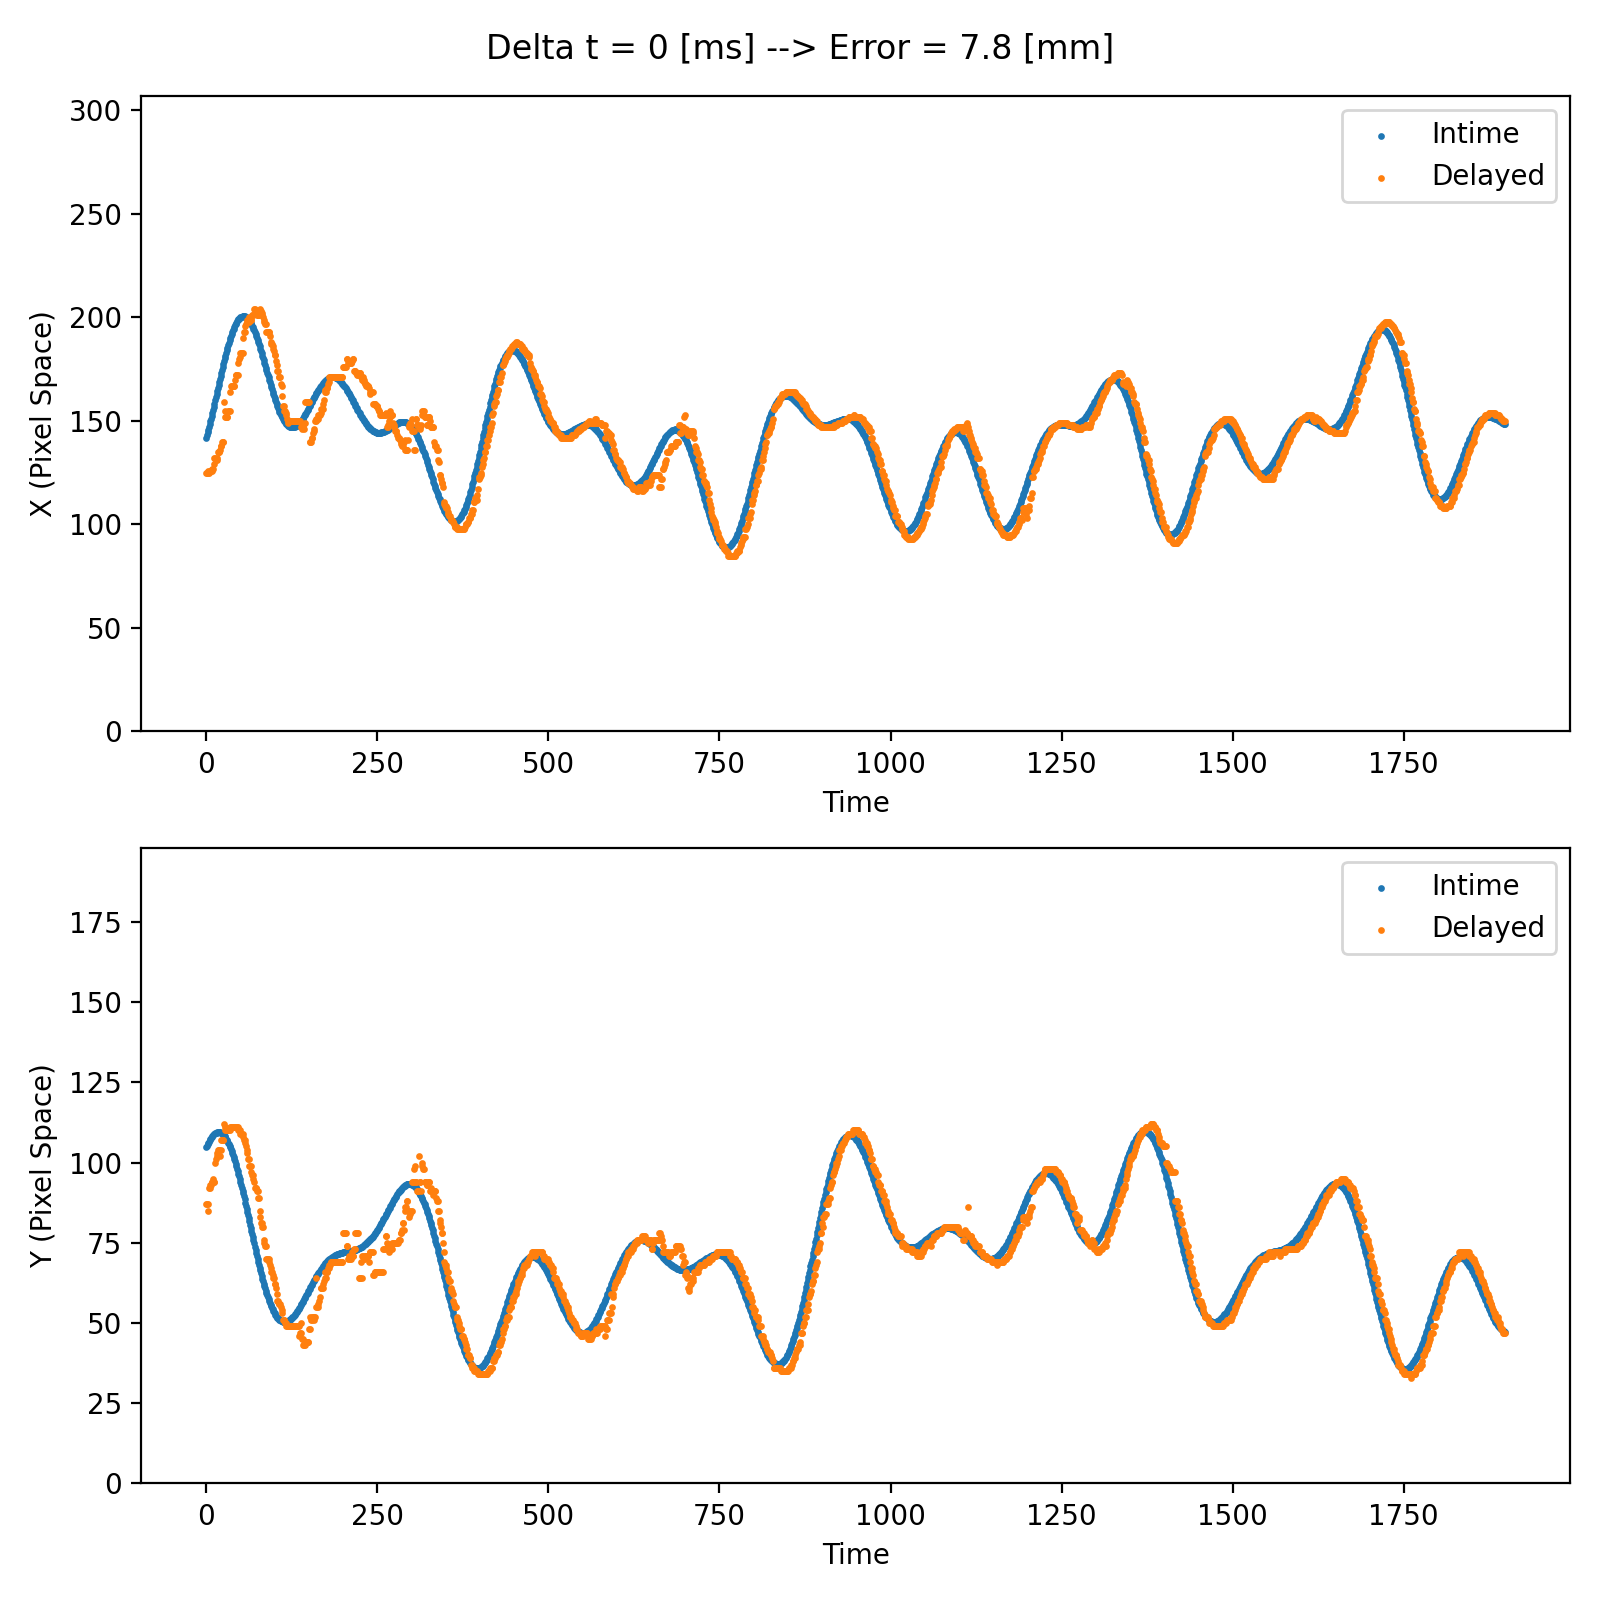 Delta t = 0 [ms] --> Error = 7.8 [mm]
300
250
200
150
100
50
0
X (Pixel Space)
Intime
Delayed
0 250 500 750 1000 1250 1500 1750
Time
175
150
125
100
75
50
25
0
Y (Pixel Space)
Intime
Delayed
0 250 500 750 1000 1250 1500 1750
Time